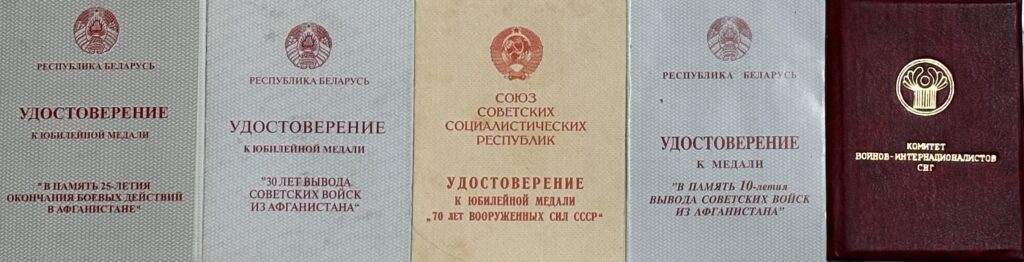 РЕСПУБЛИКА БЕЛАРУСЬ
УДОСТОВЕРЕНИЕ
К ЮБИЛЕЙНОЙ МЕДАЛИ
"В ПАМЯТЬ 25-ЛЕТИЯ
ОКОНЧАНИЯ БОЕВЫХ ДЕЙСТВИЙ
В АФГАНИСТАНЕ"
РЕСПУБЛИКА БЕЛАРУСЬ
УДОСТОВЕРЕНИЕ
К ЮБИЛЕЙНОЙ МЕДАЛИ
"30 ЛЕТ ВЫВОДА
СОВЕТСКИХ ВОЙСК
ИЗ АФГАНИСТАНА"
СОЮЗ
СОВЕТСКИХ
СОЦИАЛИСТИЧЕСКИХ
РЕСПУБЛИК
УДОСТОВЕРЕНИЕ
К ЮБИЛЕЙНОЙ МЕДАЛИ
„70 ЛЕТ ВООРУЖЕННЫХ СИЛ СССР“
РЕСПУБЛИКА БЕЛАРУСЬ
УДОСТОВЕРЕНИЕ
К МЕДАЛИ
"В ПАМЯТЬ 10-летия
ВЫВОДА СОВЕТСКИХ ВОЙСК
ИЗ АФГАНИСТАНА"
КОМИТЕТ
ВОИНОВ-ИНТЕРНАЦИОНАЛИСТОВ
СНГ